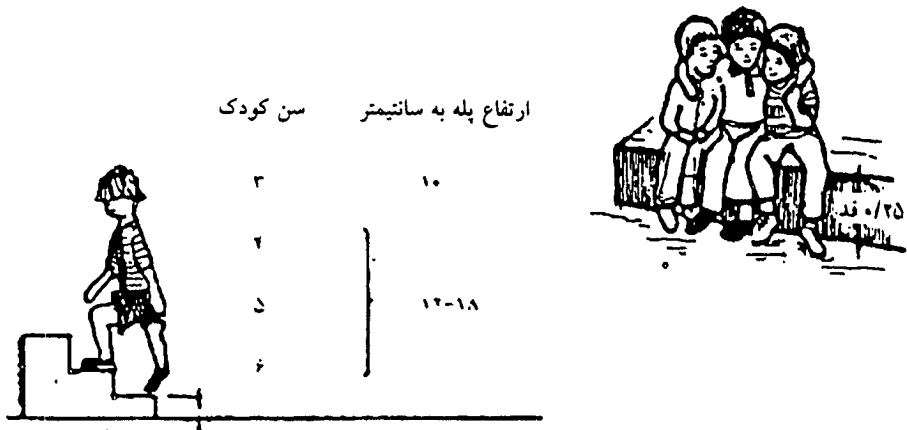 ارتفاع پله به سانتیمتر سن کودک
۱۰ ۳
۴
۱۲-۱۸ ۵
۶
۰/۲۵ قد